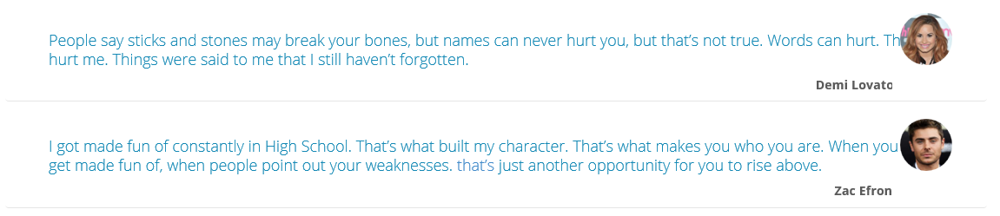 People say sticks and stones may break your bones, but names can never hurt you, but that’s not true. Words can hurt. Th
hurt me. Things were said to me that I still haven’t forgotten.
Demi Lovato
I got made fun of constantly in High School. That’s what built my character. That’s what makes you who you are. When you
get made fun of, when people point out your weaknesses. that’s just another opportunity for you to rise above.
Zac Efron